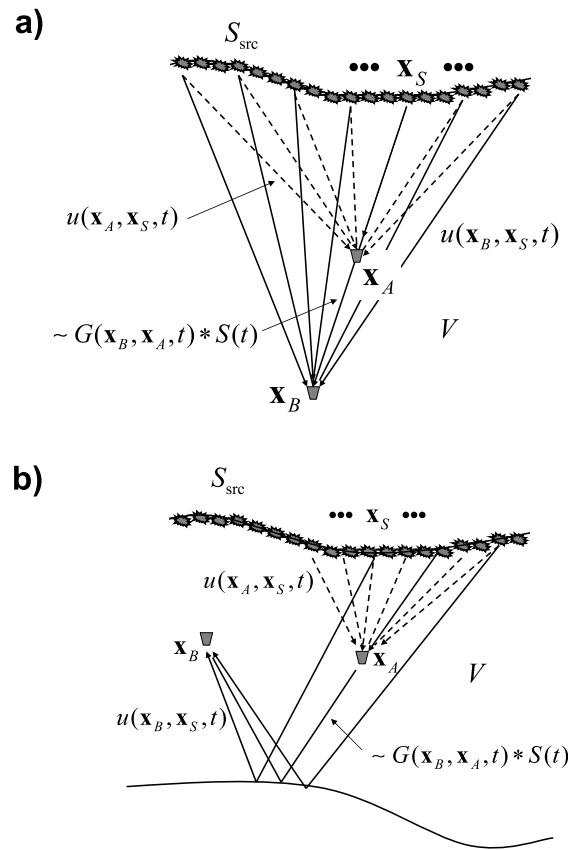 a)
S_src
••• x_S •••
u(x_A, x_S, t)
u(x_B, x_S, t)
x_A
~ G(x_B, x_A, t) * S(t)
V
x_B
b)
S_src
••• x_S •••
u(x_A, x_S, t)
x_B
x_A
V
u(x_B, x_S, t)
~ G(x_B, x_A, t) * S(t)